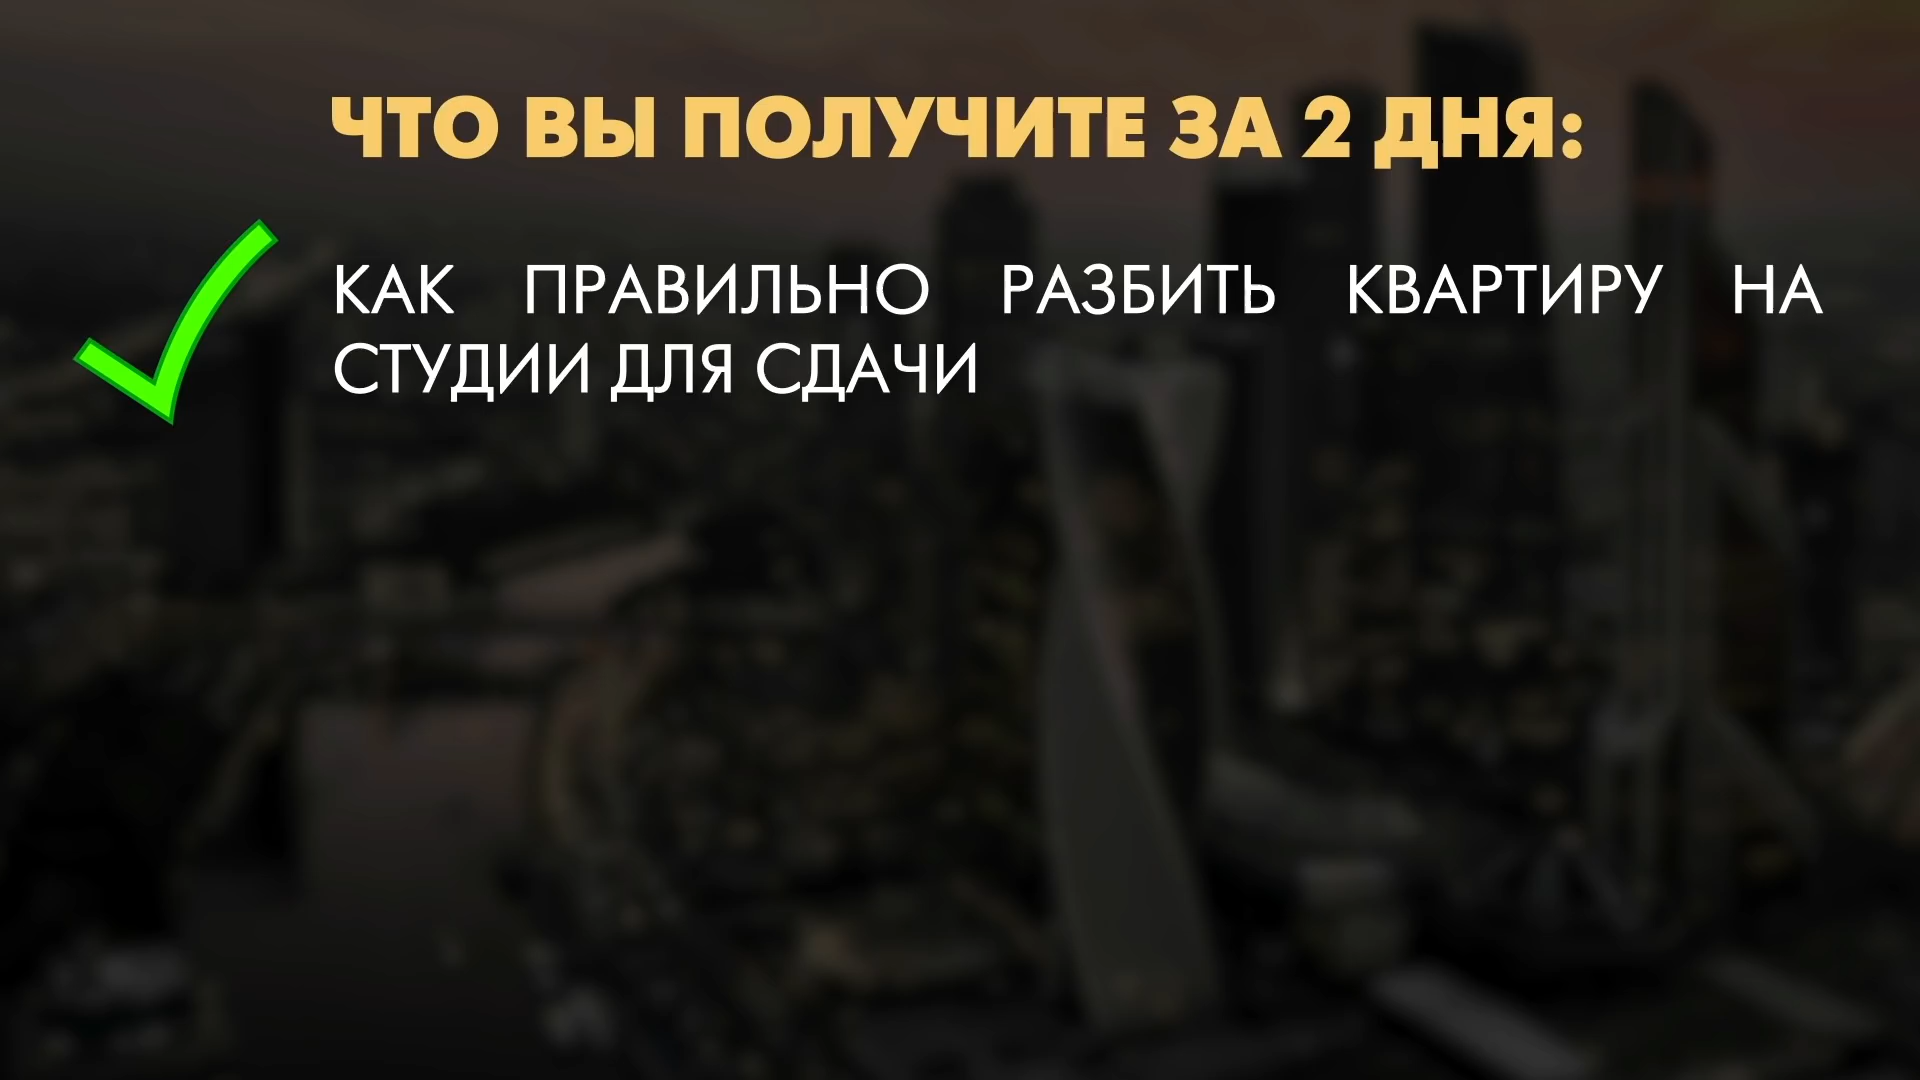 ЧТО ВЫ ПОЛУЧИТЕ ЗА 2 ДНЯ:
КАК ПРАВИЛЬНО РАЗБИТЬ КВАРТИРУ НА
СТУДИИ ДЛЯ СДАЧИ